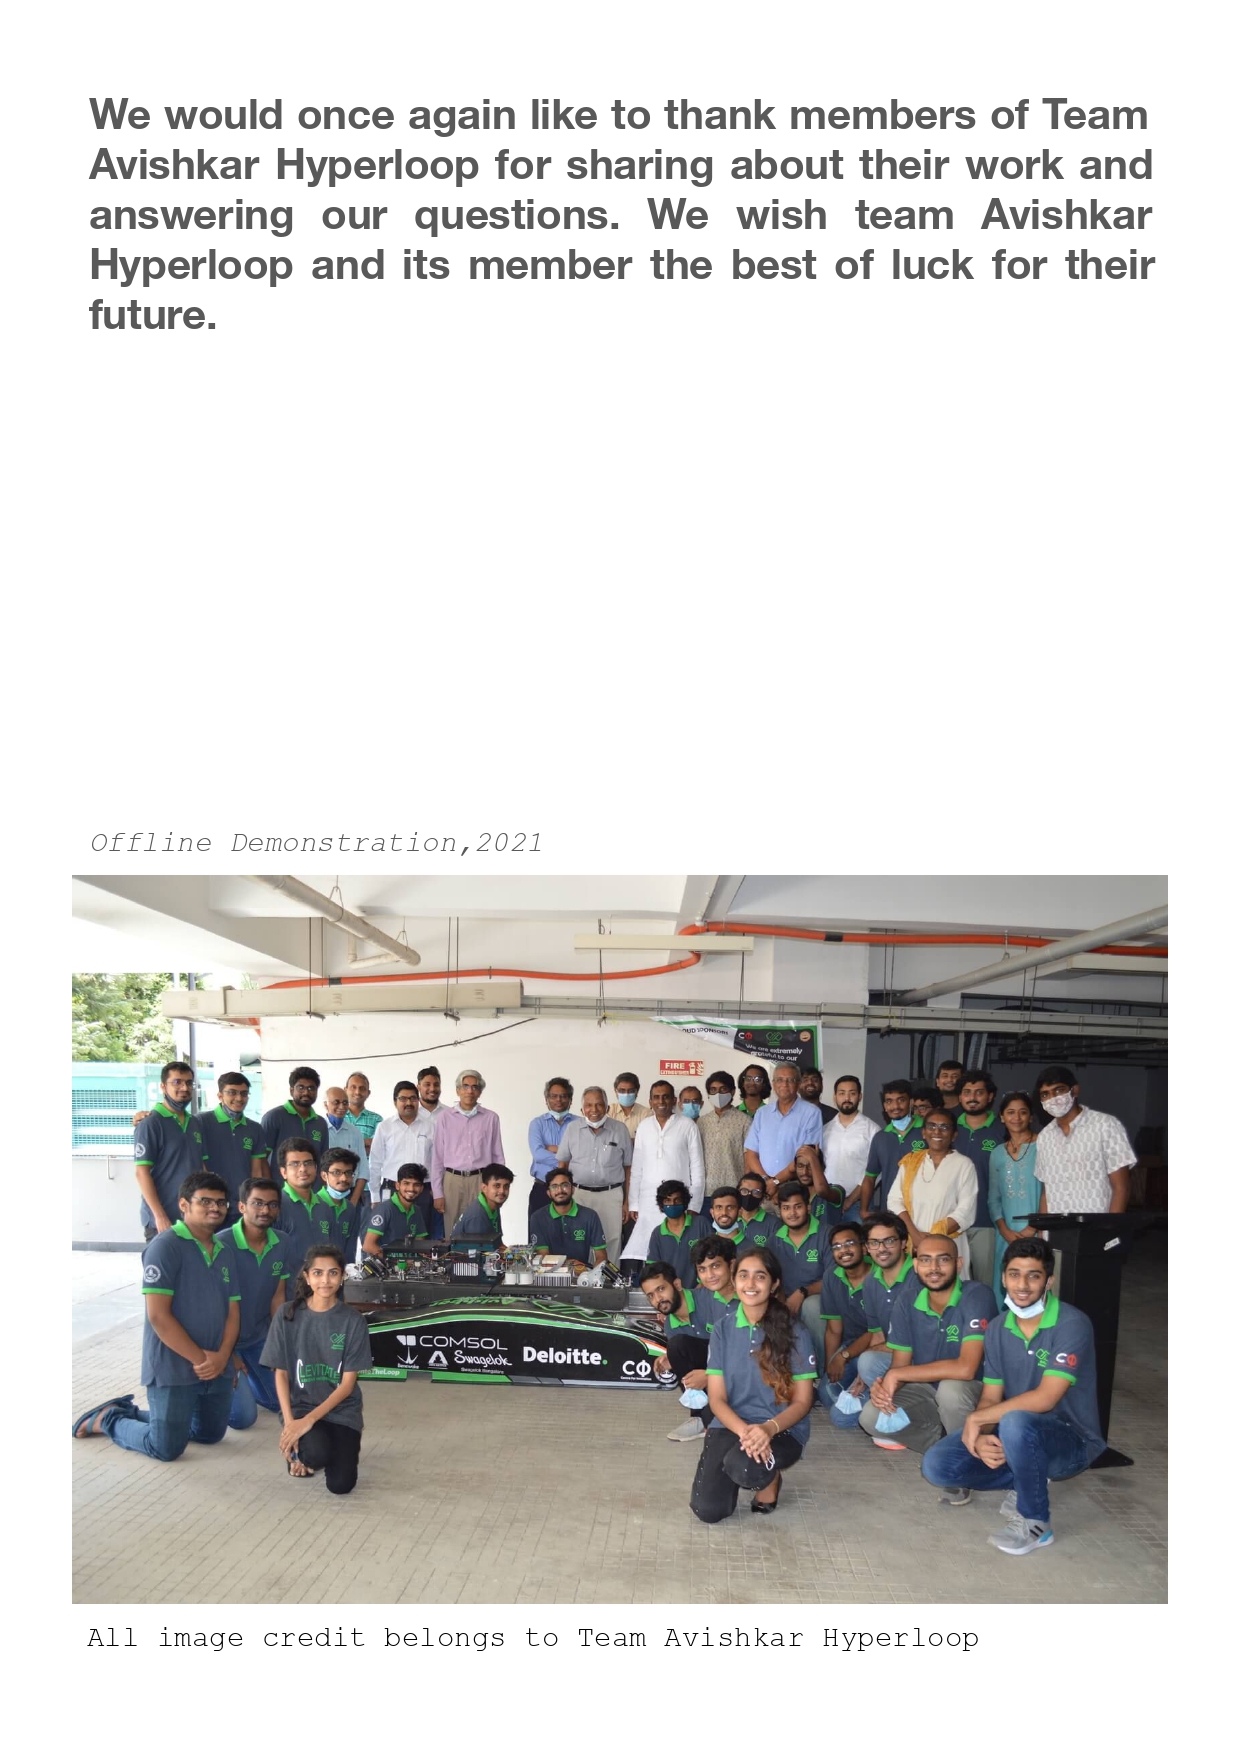 We would once again like to thank members of Team
Avishkar Hyperloop for sharing about their work and
answering our questions. We wish team Avishkar
Hyperloop and its member the best of luck for their
future.
Offline Demonstration,2021
We are extremely
grateful to our
FIRE
COMSOL
Swagelok
Deloitte.
CΦ
TheLoop
All image credit belongs to Team Avishkar Hyperloop